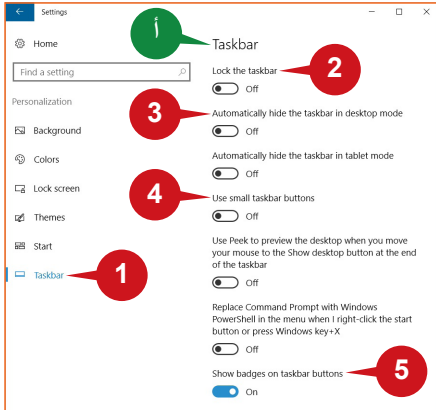 Settings
Home
Find a setting
Personalization
Background
Colors
Lock screen
Themes
Start
Taskbar
1
أ
Taskbar
Lock the taskbar
2
Off
3
Automatically hide the taskbar in desktop mode
Off
Automatically hide the taskbar in tablet mode
Off
4
Use small taskbar buttons
Off
Use Peek to preview the desktop when you move
your mouse to the Show desktop button at the end
of the taskbar
Off
Replace Command Prompt with Windows
PowerShell in the menu when I right-click the start
button or press Windows key+X
Off
Show badges on taskbar buttons
5
On